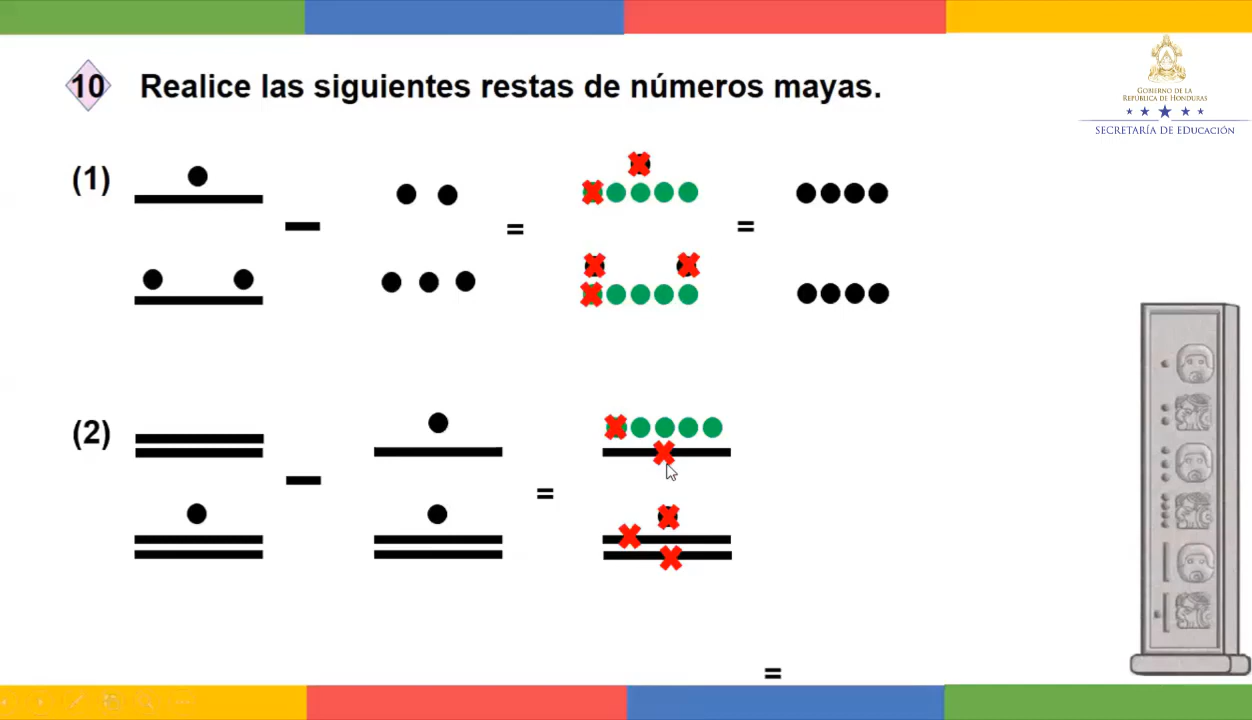 10 Realice las siguientes restas de números mayas.
GOBIERNO DE LA
REPÚBLICA DE HONDURAS
SECRETARÍA DE EDUCACIÓN
(1)
= =
(2)
=
=